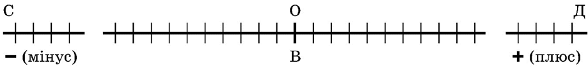 С О Д
− (мінус) В + (плюс)